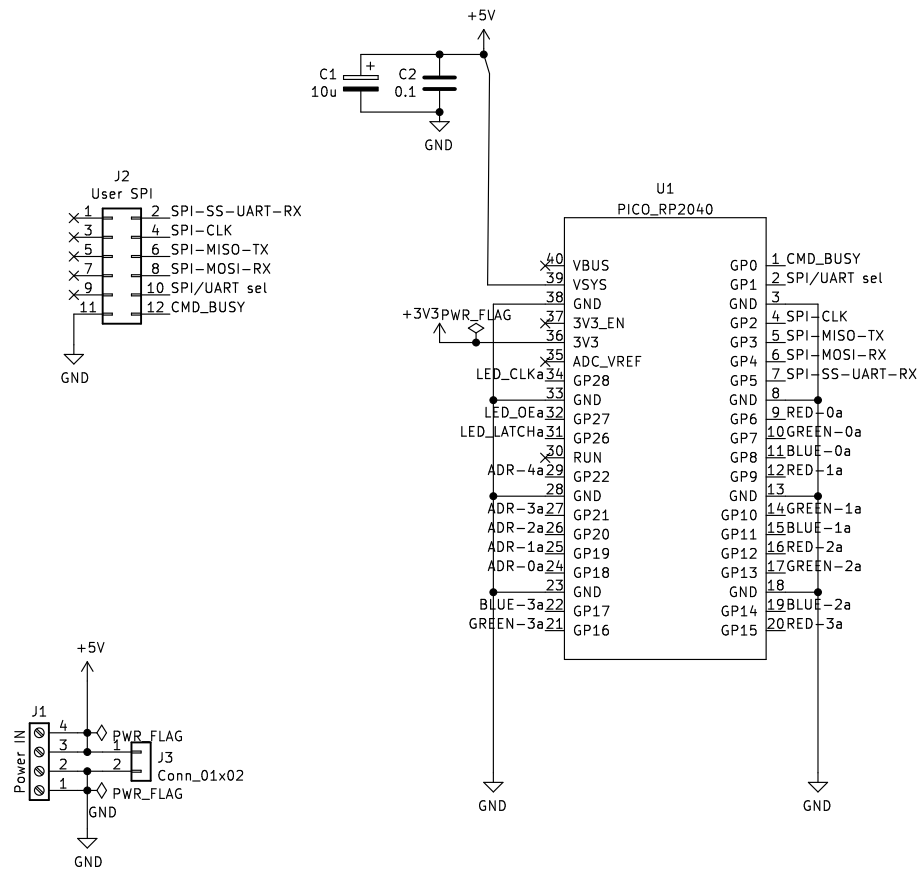 +5V
C1
+
10u
C2
0.1
GND
J2
User SPI
1
2
SPI-SS-UART-RX
3
4
SPI-CLK
5
6
SPI-MISO-TX
7
8
SPI-MOSI-RX
9
10
SPI/UART sel
11
12
CMD_BUSY
GND
U1
PICO_RP2040
40
VBUS
GP0
1
CMD_BUSY
39
VSYS
GP1
2
SPI/UART sel
38
GND
GND
3
+3V3
PWR_FLAG
37
3V3_EN
GP2
4
SPI-CLK
36
3V3
GP3
5
SPI-MISO-TX
35
ADC_VREF
GP4
6
SPI-MOSI-RX
LED_CLKa
34
GP28
GP5
7
SPI-SS-UART-RX
33
GND
GND
8
LED_OEa
32
GP27
GP6
9
RED-0a
LED_LATCHa
31
GP26
GP7
10
GREEN-0a
30
RUN
GP8
11
BLUE-0a
ADR-4a
29
GP22
GP9
12
RED-1a
28
GND
GND
13
ADR-3a
27
GP21
GP10
14
GREEN-1a
ADR-2a
26
GP20
GP11
15
BLUE-1a
ADR-1a
25
GP19
GP12
16
RED-2a
ADR-0a
24
GP18
GP13
17
GREEN-2a
23
GND
GND
18
BLUE-3a
22
GP17
GP14
19
BLUE-2a
GREEN-3a
21
GP16
GP15
20
RED-3a
GND
GND
+5V
J1
Power IN
4
PWR_FLAG
3
1
J3
2
2
Conn_01x02
1
PWR_FLAG
GND
GND